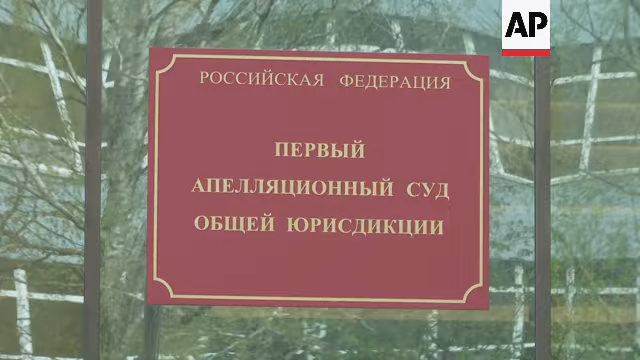 AP
РОССИЙСКАЯ ФЕДЕРАЦИЯ
ПЕРВЫЙ
АПЕЛЛЯЦИОННЫЙ СУД
ОБЩЕЙ ЮРИСДИКЦИИ